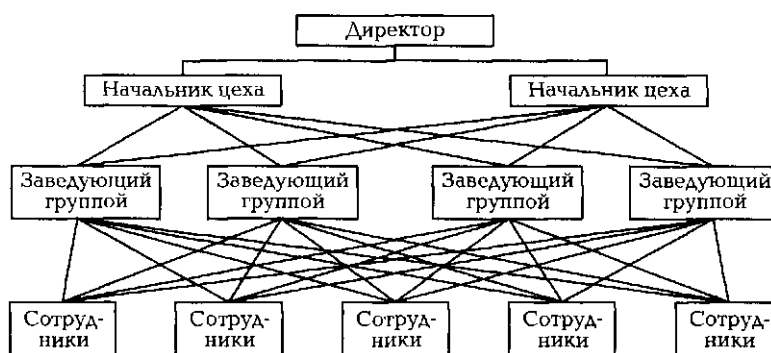 Директор
Начальник цеха
Начальник цеха
Заведующий
группой
Заведующий
группой
Заведующий
группой
Заведующий
группой
Сотруд-
ники
Сотруд-
ники
Сотруд-
ники
Сотруд-
ники
Сотруд-
ники